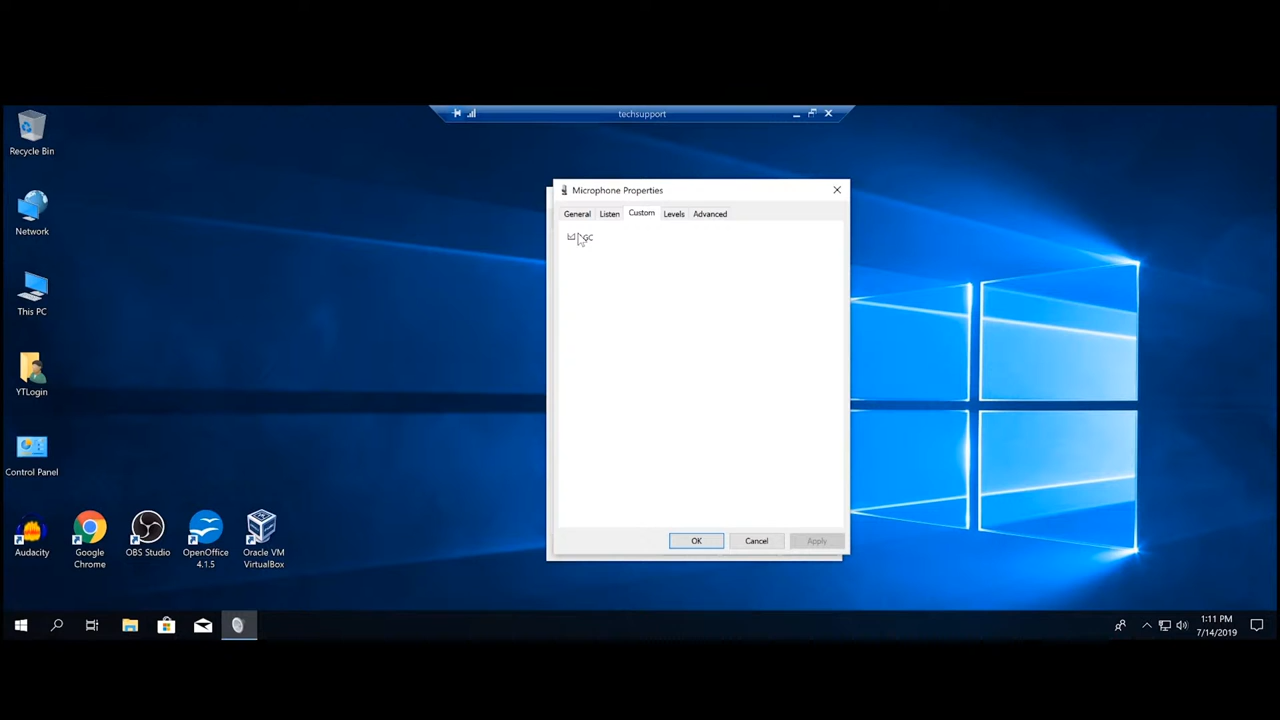 techsupport
Recycle Bin
Network
This PC
YTLogin
Control Panel
Audacity
Google Chrome
OBS Studio
OpenOffice 4.1.5
Oracle VM VirtualBox
Microphone Properties
General Listen Custom Levels Advanced
OK Cancel Apply
1:11 PM
7/14/2019